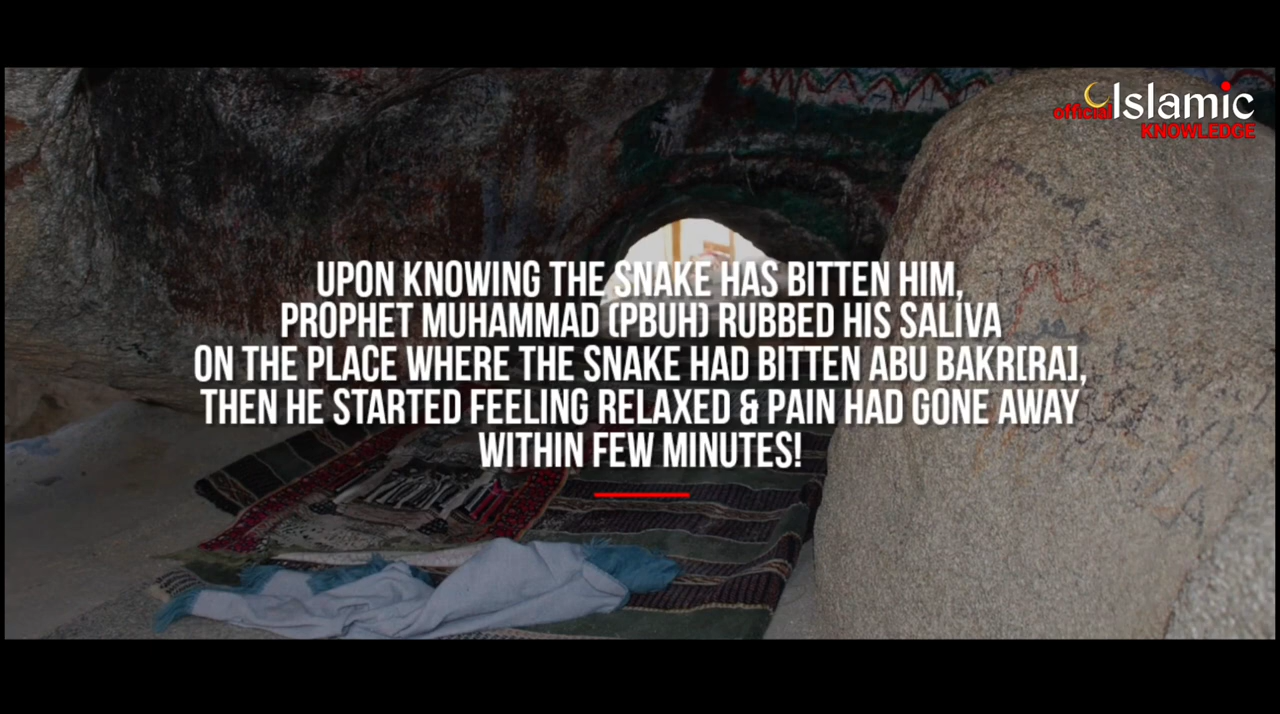 official Islamic
KNOWLEDGE
UPON KNOWING THE SNAKE HAS BITTEN HIM,
PROPHET MUHAMMAD (PBUH) RUBBED HIS SALIVA
ON THE PLACE WHERE THE SNAKE HAD BITTEN ABU BAKR[RA],
THEN HE STARTED FEELING RELAXED & PAIN HAD GONE AWAY
WITHIN FEW MINUTES!